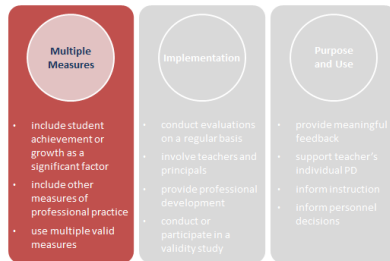 Multiple
Measures
• include student
achievement or
growth as a
significant factor
• include other
measures of
professional practice
• use multiple valid
measures
Implementation
• conduct evaluations
on a regular basis
• involve teachers and
principals
• provide professional
development
• conduct or
participate in a
validity study
Purpose
and Use
• provide meaningful
feedback
• support teacher's
individual PD
• inform instruction
• inform personnel
decisions